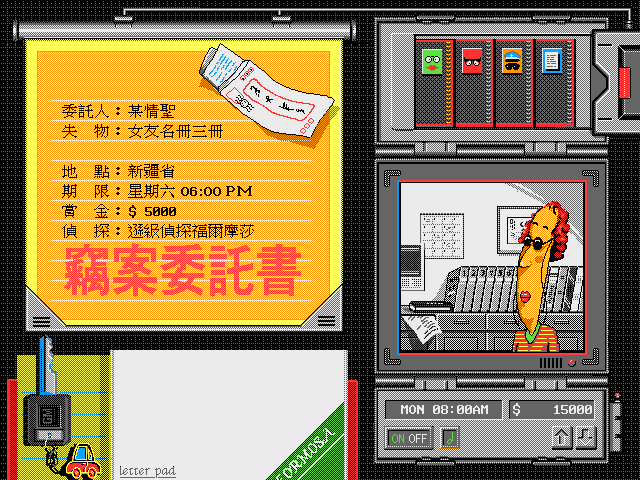 委託人：某情聖
失　物：女友名冊三冊
地　點：新疆省
期　限：星期六 06:00 PM
賞　金：$ 5000
偵　探：遜級偵探福爾摩莎
竊案委託書
MON 08:00AM
$ 15000
ON OFF
letter pad
FORMOSA